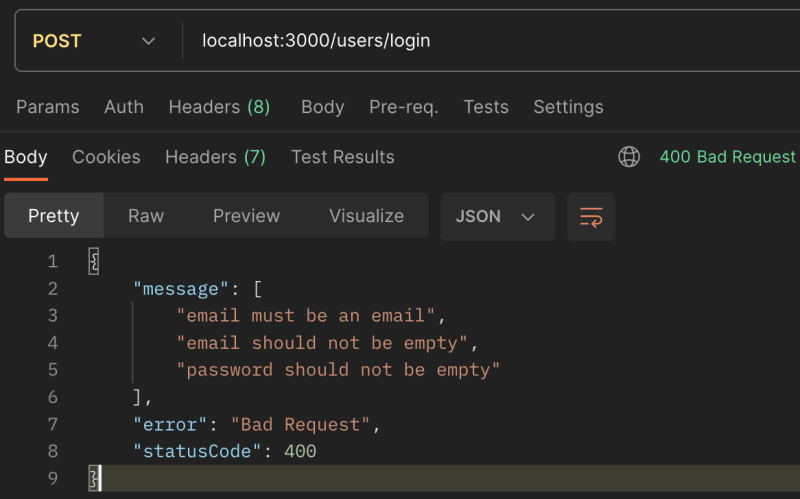 POST localhost:3000/users/login
Params Auth Headers (8) Body Pre-req. Tests Settings
Body Cookies Headers (7) Test Results 400 Bad Request
Pretty Raw Preview Visualize JSON
1 {
2 "message": [
3 "email must be an email",
4 "email should not be empty",
5 "password should not be empty"
6 ],
7 "error": "Bad Request",
8 "statusCode": 400
9 }